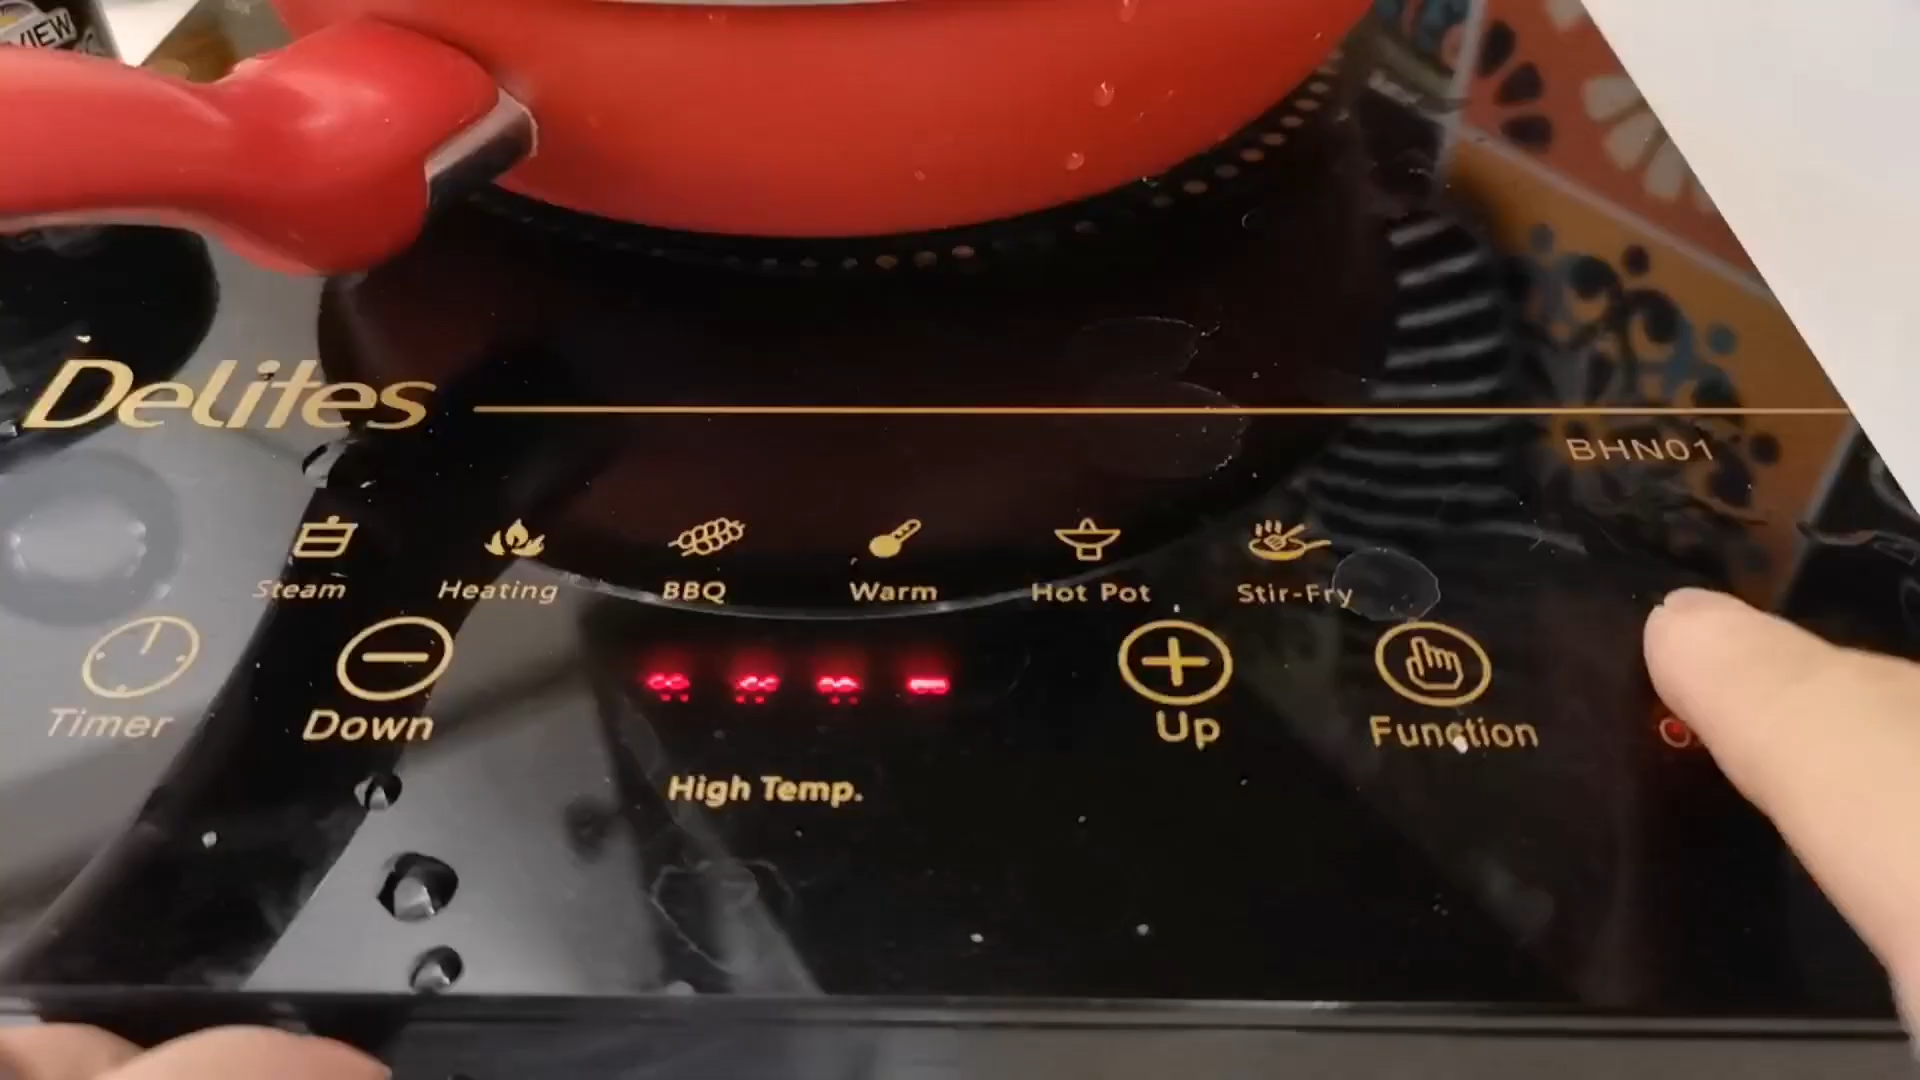 VIEW
Delites
BHN01
Steam Heating BBQ Warm Hot Pot Stir-Fry
Timer Down Up Function
High Temp.